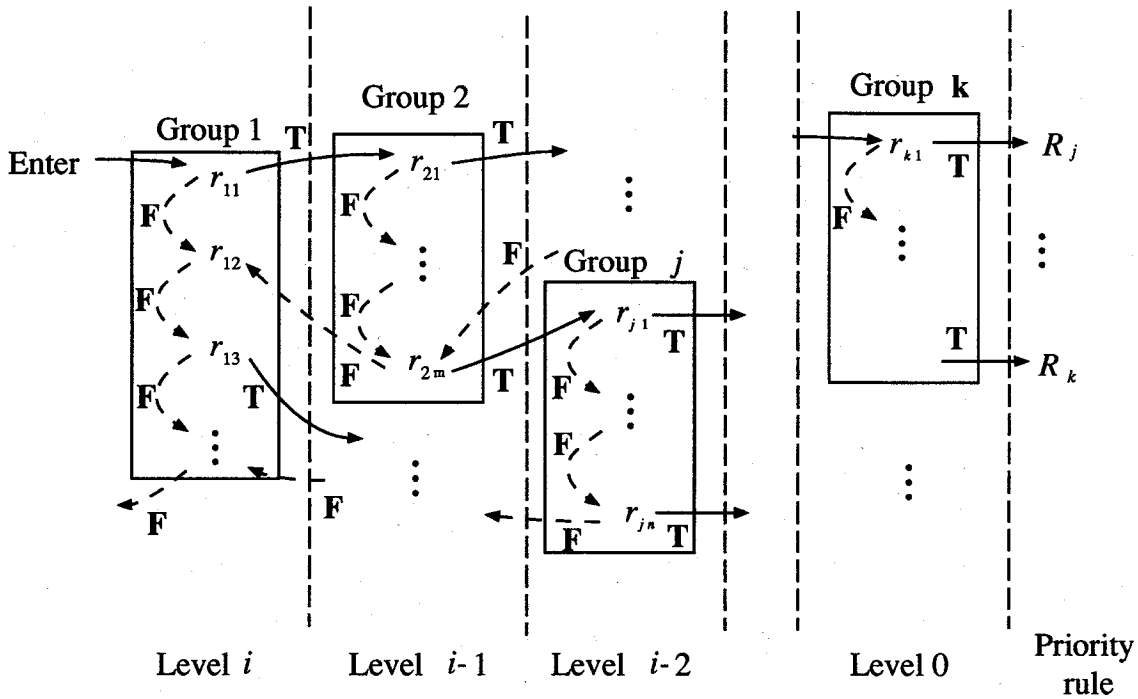 Group 1
Group 2
Group j
Group k
Enter
T
T
T
T
T
T
T
T
T
r11
r12
r13
r21
r2m
rj1
rjn
rk1
Rj
Rk
F
F
F
F
F
F
F
F
F
F
F
F
F
Level i
Level i-1
Level i-2
Level 0
Priority
rule